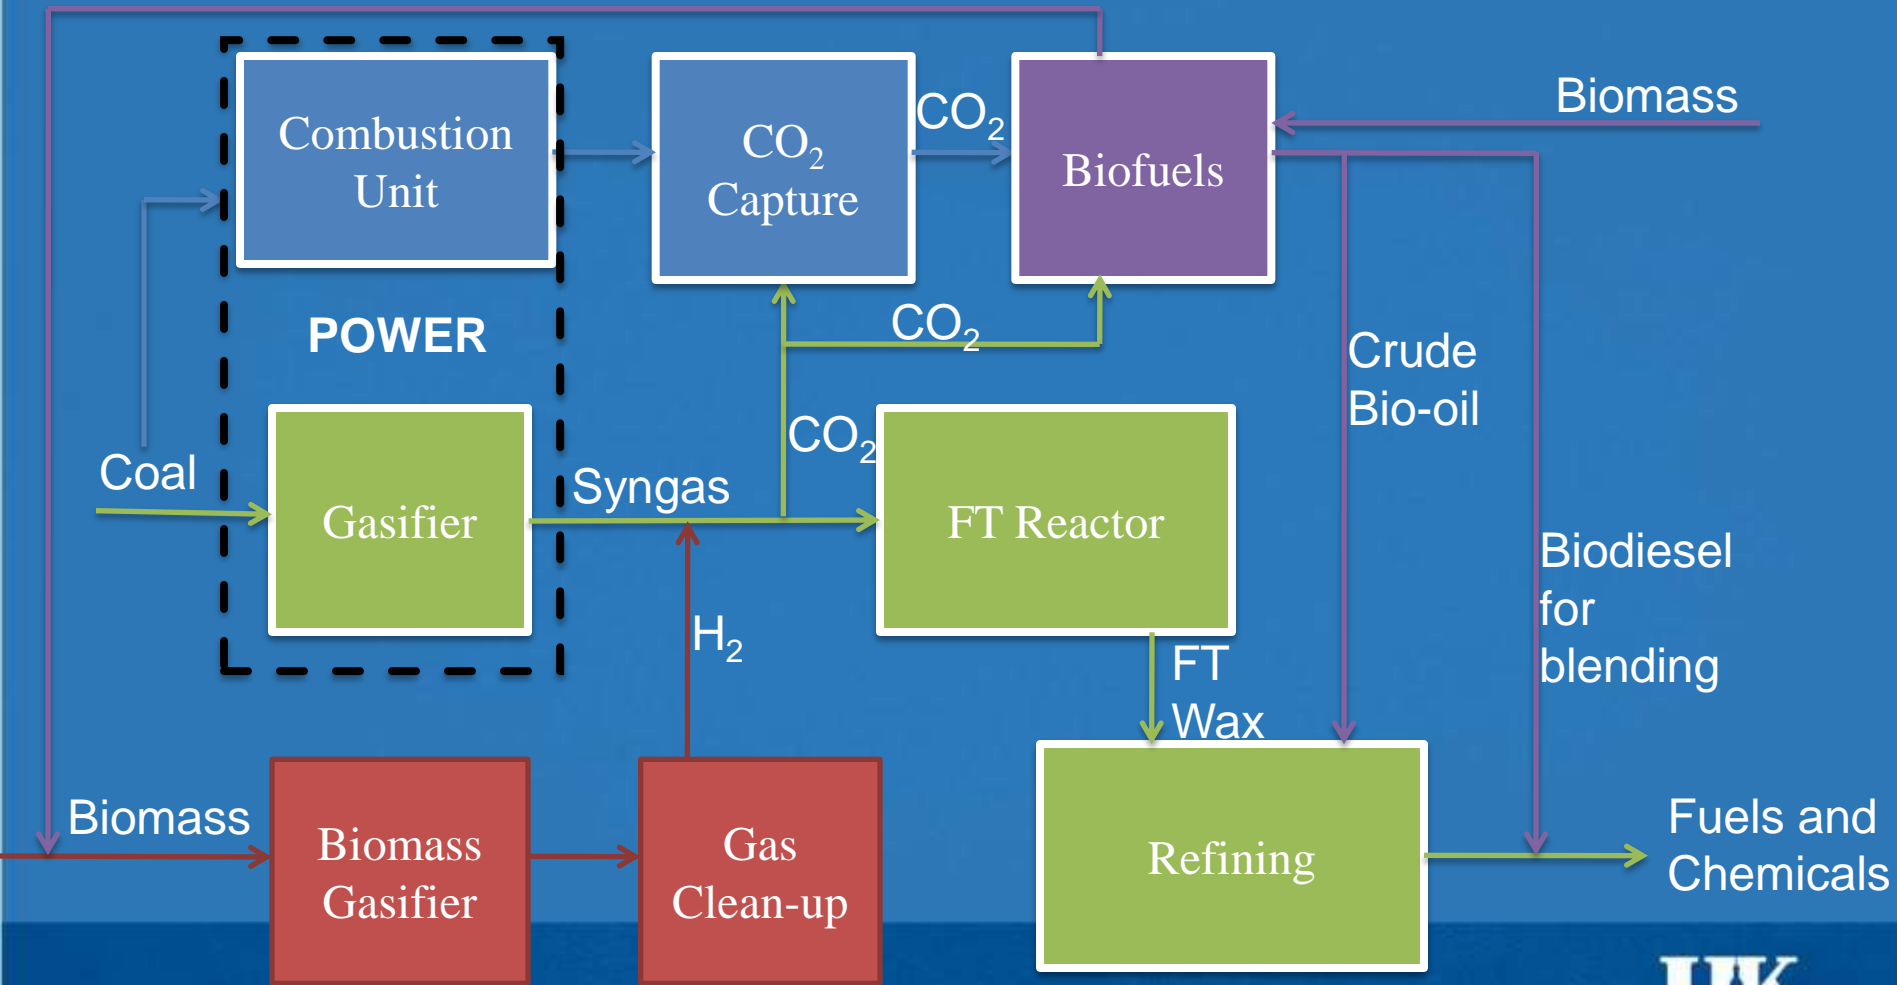 Combustion
Unit
CO₂
Capture
CO₂
Biofuels
Biomass
POWER
CO₂
Crude
Bio-oil
Coal
Gasifier
Syngas
CO₂
FT Reactor
Biodiesel
for
blending
H₂
FT
Wax
Biomass
Biomass
Gasifier
Gas
Clean-up
Refining
Fuels and
Chemicals
UK